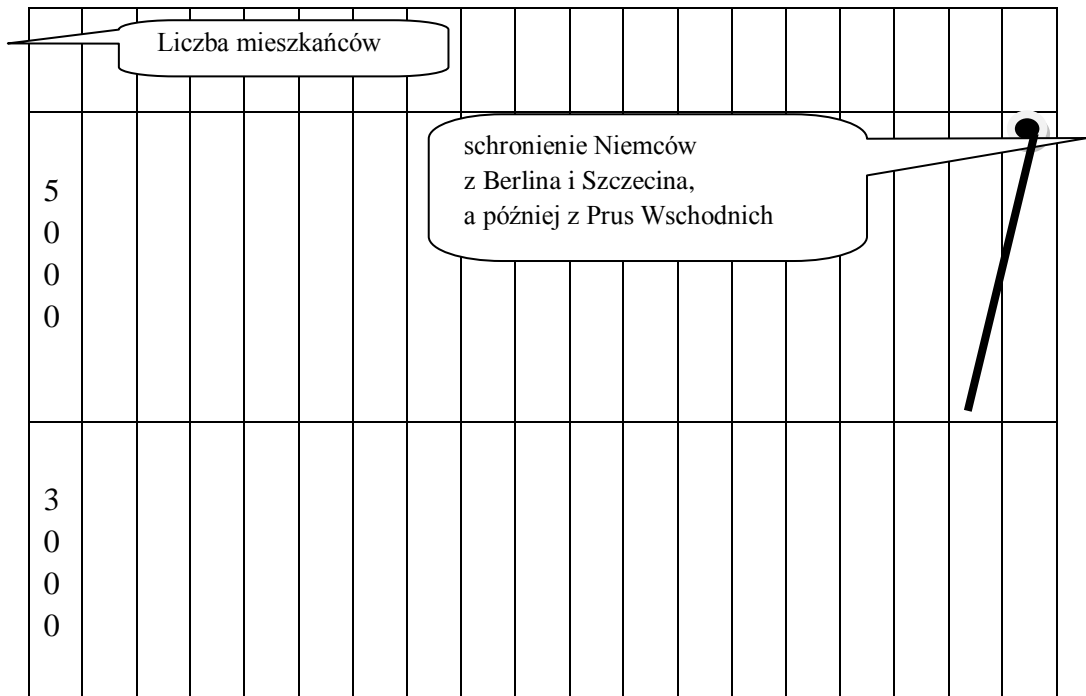 Liczba mieszkańców
schronienie Niemców
z Berlina i Szczecina,
a później z Prus Wschodnich
5
0
0
0
3
0
0
0